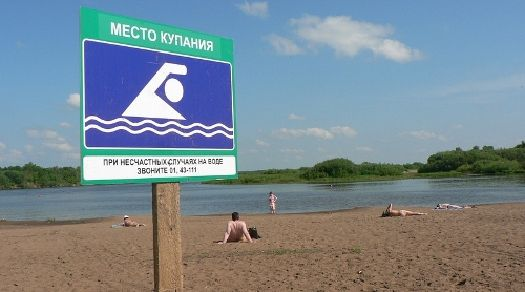 МЕСТО КУПАНИЯ
ПРИ НЕСЧАСТНЫХ СЛУЧАЯХ НА ВОДЕ
ЗВОНИТЕ 01, 43-111